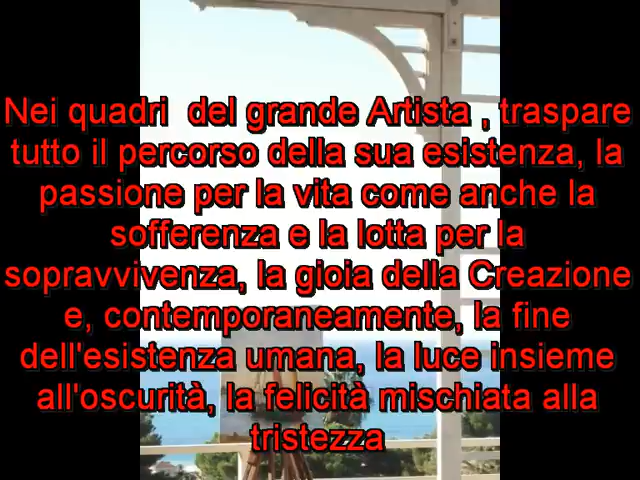 Nei quadri  del grande Artista , traspare
tutto il percorso della sua esistenza, la
passione per la vita come anche la
sofferenza e la lotta per la
sopravvivenza, la gioia della Creazione
e, contemporaneamente, la fine
dell'esistenza umana, la luce insieme
all'oscurità, la felicità mischiata alla
tristezza